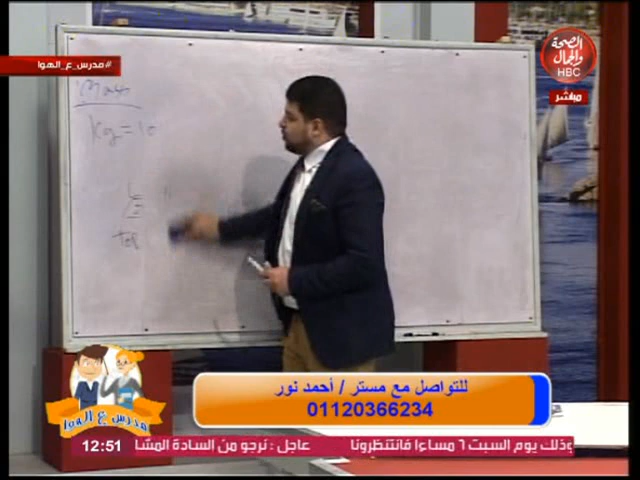 #مدرس_ع_الهوا
الصحة
والجمال
HBC
مباشر
Mass
kg = 10
للتواصل مع مستر / أحمد نور
01120366234
مدرس ع الهوا
12:51
وذلك يوم السبت ٦ مساءا فانتظرونا
عاجل : نرجو من السادة المشا